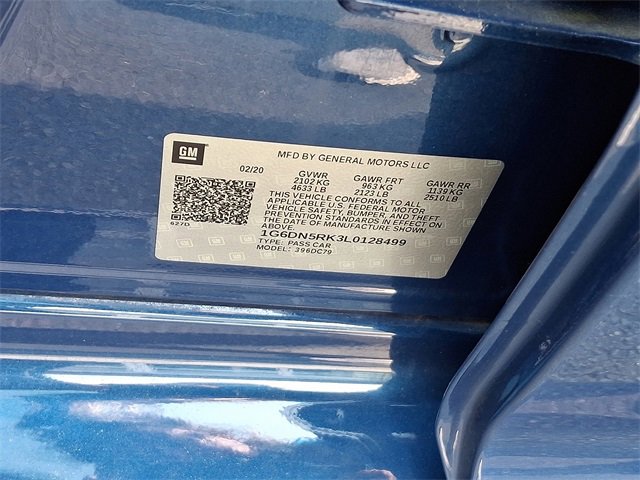 GM
MFD BY GENERAL MOTORS LLC
02/20
GVWR GAWR FRT GAWR RR
2102 KG 963 KG 1139 KG
4633 LB 2123 LB 2510 LB
THIS VEHICLE CONFORMS TO ALL
APPLICABLE U.S. FEDERAL MOTOR
VEHICLE SAFETY, BUMPER, AND THEFT
PREVENTION STANDARDS IN EFFECT ON
THE DATE OF MANUFACTURE SHOWN
ABOVE.
627D
1G6DN5RK3L0128499
TYPE: PASS CAR
MODEL: 396DC79